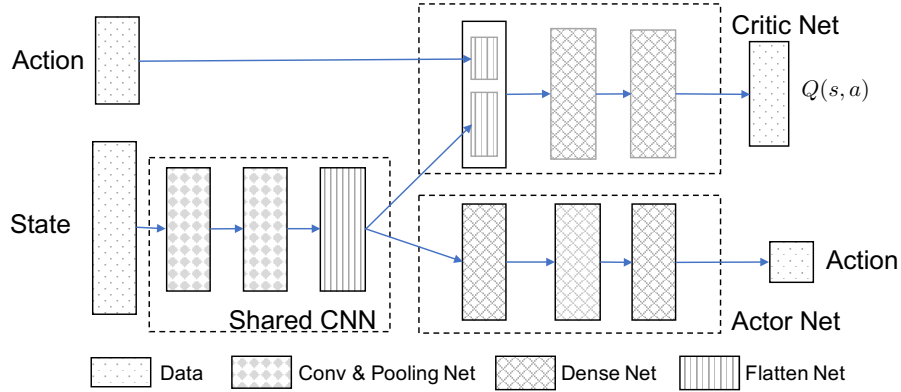 Critic Net
Action
Q(s, a)
State
Action
Shared CNN
Actor Net
Data
Conv & Pooling Net
Dense Net
Flatten Net